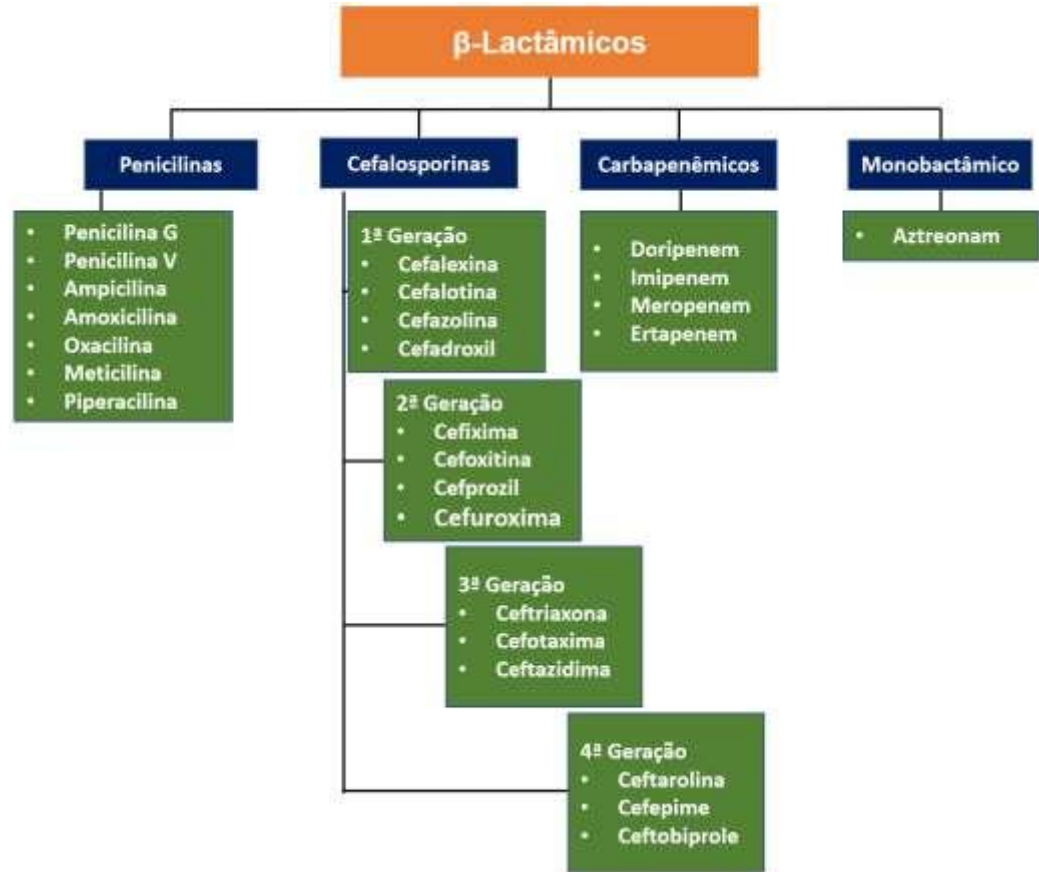 β-Lactâmicos
Penicilinas
• Penicilina G
• Penicilina V
• Ampicilina
• Amoxicilina
• Oxacilina
• Meticilina
• Piperacilina
Cefalosporinas
1ª Geração
• Cefalexina
• Cefalotina
• Cefazolina
• Cefadroxil
2ª Geração
• Cefixima
• Cefoxitina
• Cefprozil
• Cefuroxima
3ª Geração
• Ceftriaxona
• Cefotaxima
• Ceftazidima
4ª Geração
• Ceftarolina
• Cefepime
• Ceftobiprole
Carbapenêmicos
• Doripenem
• Imipenem
• Meropenem
• Ertapenem
Monobactâmico
• Aztreonam